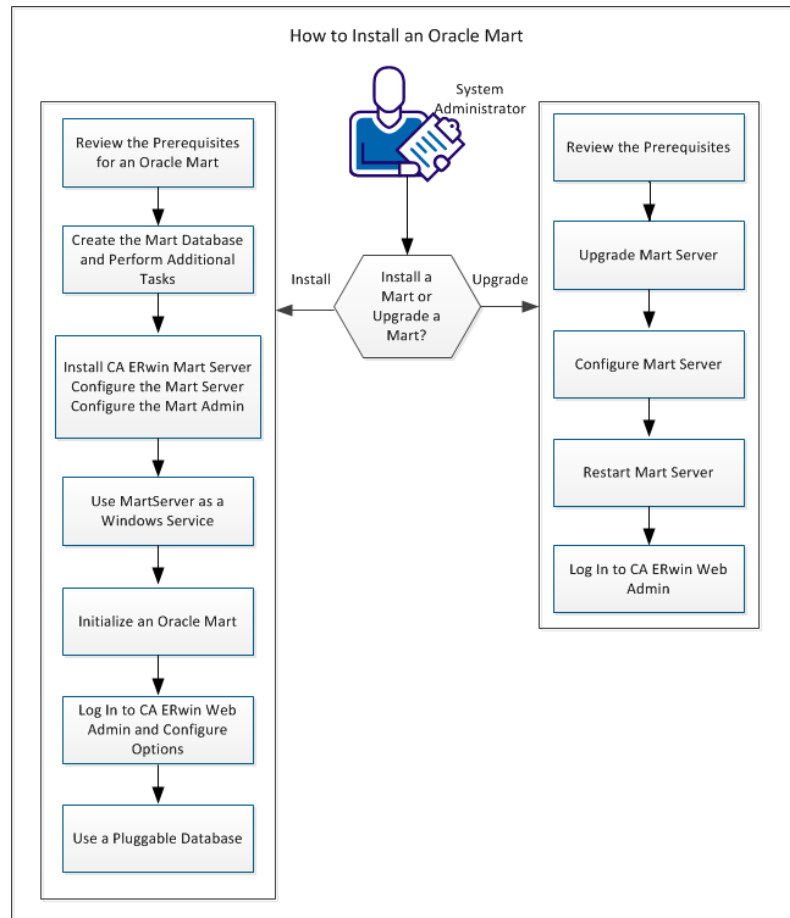 How to Install an Oracle Mart
System
Administrator
Review the Prerequisites
for an Oracle Mart
Create the Mart Database
and Perform Additional
Tasks
Install CA ERwin Mart Server
Configure the Mart Server
Configure the Mart Admin
Use MartServer as a
Windows Service
Initialize an Oracle Mart
Log In to CA ERwin Web
Admin and Configure
Options
Use a Pluggable Database
Install
Install a
Mart or
Upgrade a
Mart?
Upgrade
Review the Prerequisites
Upgrade Mart Server
Configure Mart Server
Restart Mart Server
Log In to CA ERwin Web
Admin